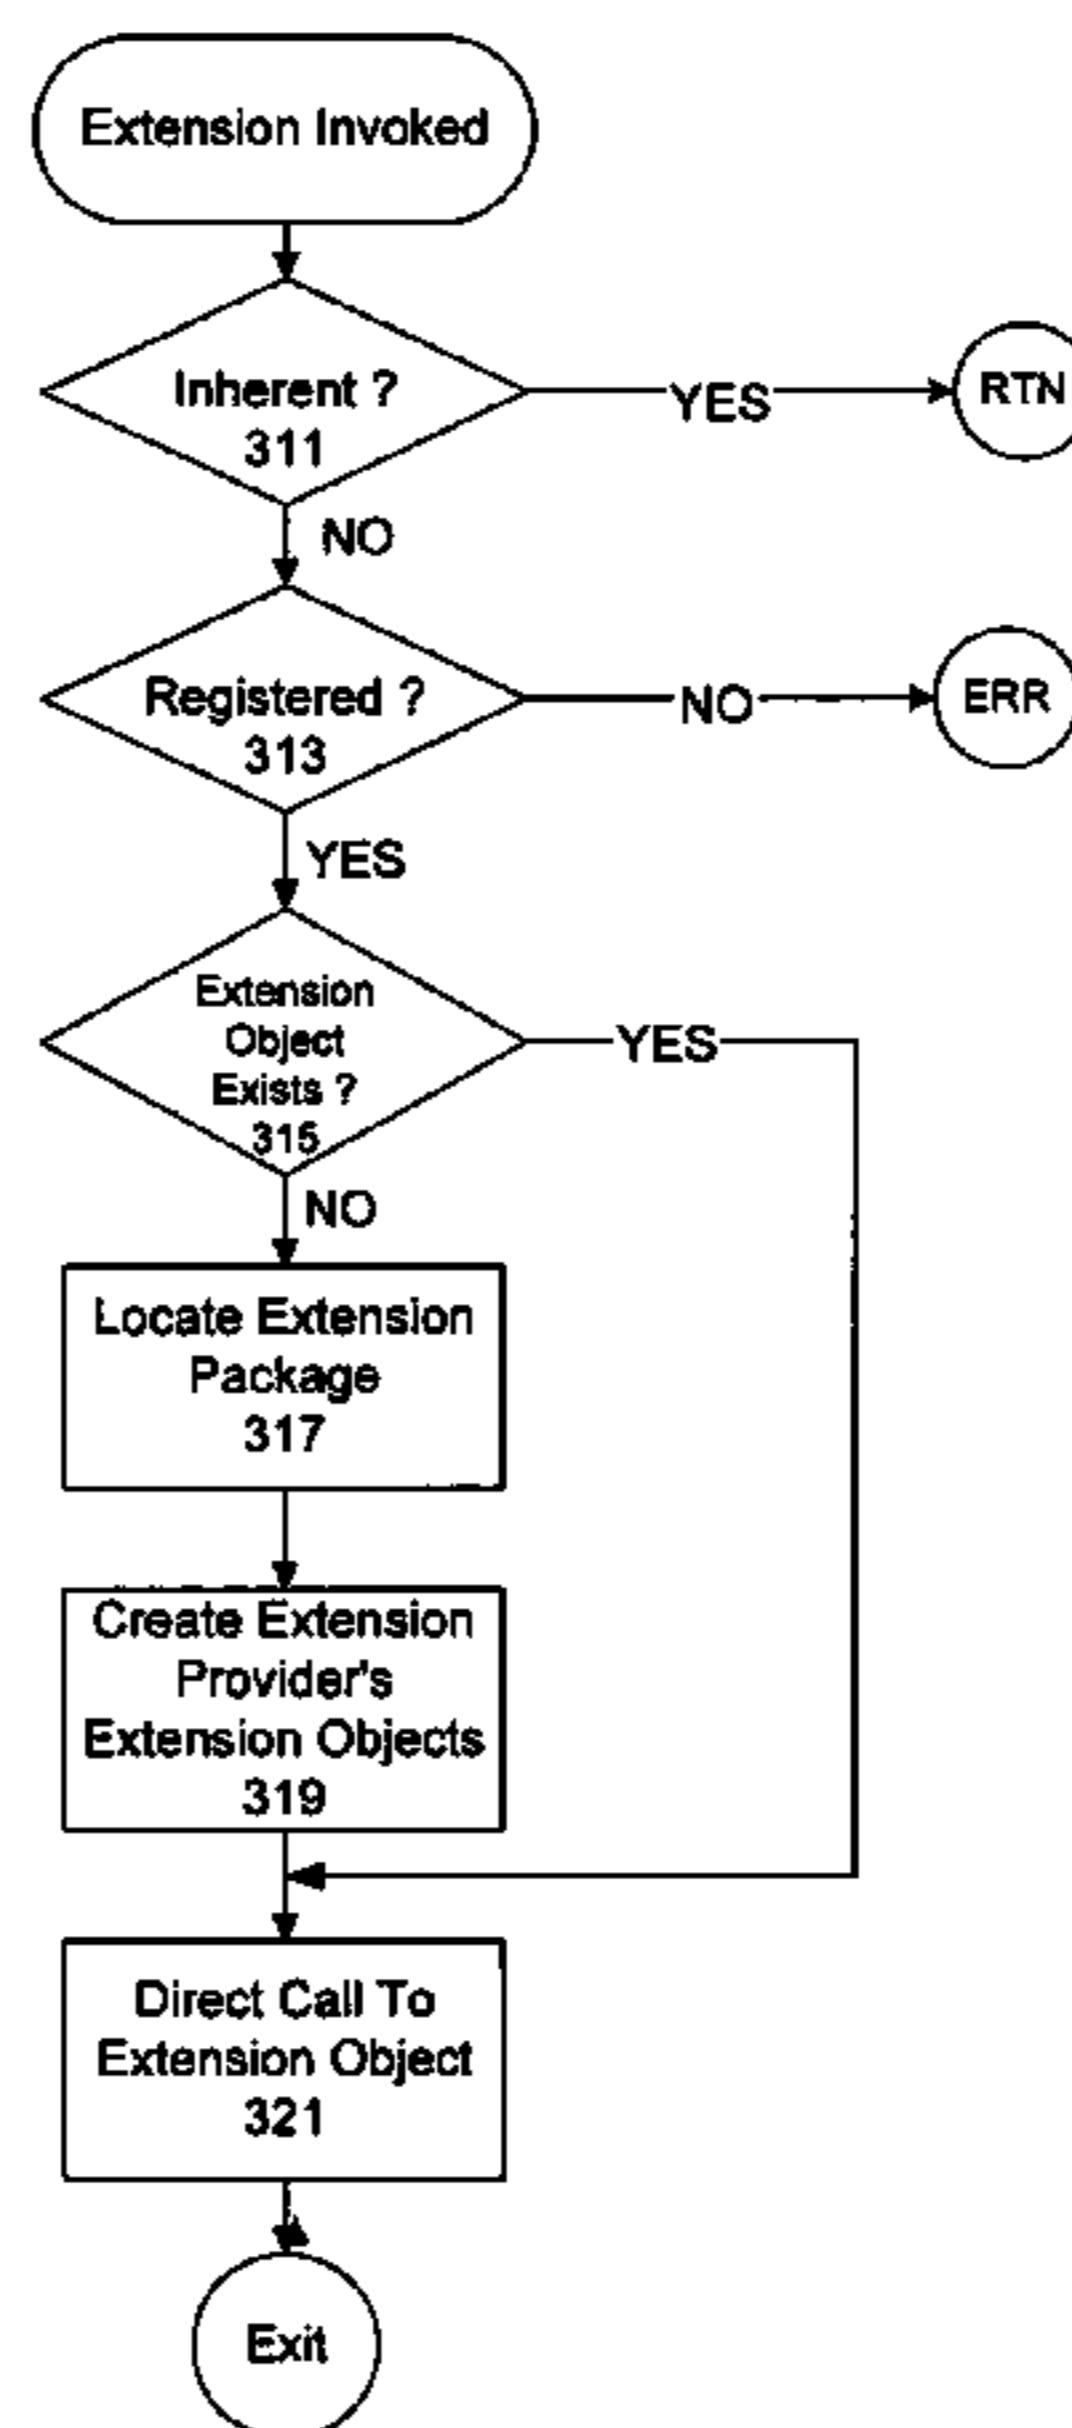 Extension Invoked
Inherent ?
311
YES
RTN
NO
Registered ?
313
NO
ERR
YES
Extension
Object
Exists ?
315
YES
NO
Locate Extension
Package
317
Create Extension
Provider's
Extension Objects
319
Direct Call To
Extension Object
321
Exit